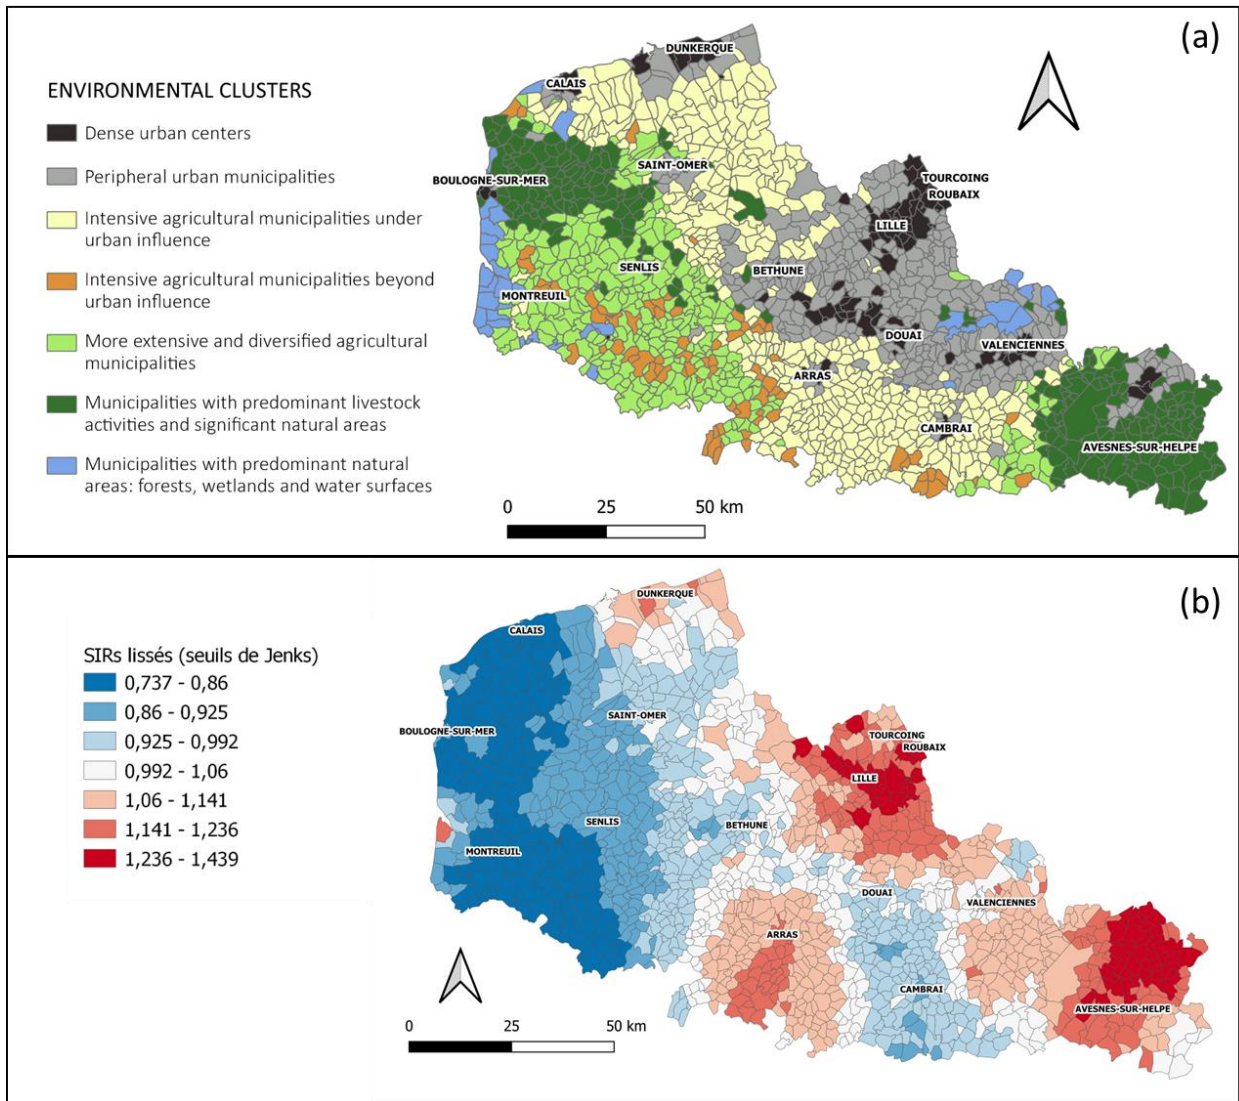 (a)
ENVIRONMENTAL CLUSTERS
Dense urban centers
Peripheral urban municipalities
Intensive agricultural municipalities under
urban influence
Intensive agricultural municipalities beyond
urban influence
More extensive and diversified agricultural
municipalities
Municipalities with predominant livestock
activities and significant natural areas
Municipalities with predominant natural
areas: forests, wetlands and water surfaces
DUNKERQUE
CALAIS
SAINT-OMER
BOULOGNE-SUR-MER
TOURCOING
ROUBAIX
LILLE
SENLIS
BETHUNE
MONTREUIL
DOUAI
VALENCIENNES
ARRAS
CAMBRAI
AVESNES-SUR-HELPE
0 25 50 km
(b)
SIRs lissés (seuils de Jenks)
0,737 - 0,86
0,86 - 0,925
0,925 - 0,992
0,992 - 1,06
1,06 - 1,141
1,141 - 1,236
1,236 - 1,439
DUNKERQUE
CALAIS
SAINT-OMER
BOULOGNE-SUR-MER
TOURCOING
ROUBAIX
LILLE
SENLIS
BETHUNE
MONTREUIL
DOUAI
VALENCIENNES
ARRAS
CAMBRAI
AVESNES-SUR-HELPE
0 25 50 km